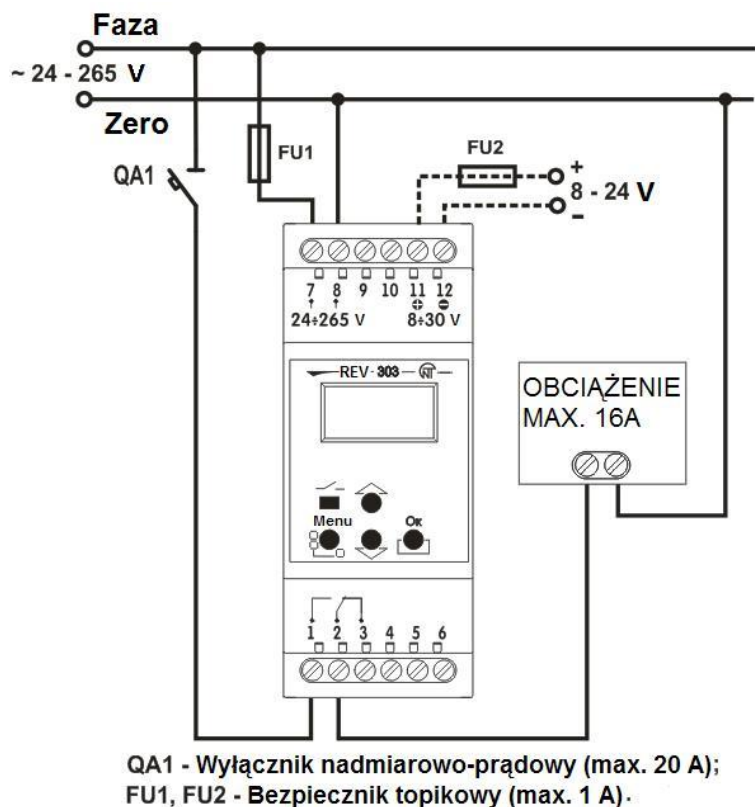 Faza
~ 24 - 265 V
Zero
QA1
FU1
FU2
+
8 - 24 V
-
7 8 9 10 11 12
24÷265 V 8÷30 V
REV-303
OBCIĄŻENIE
MAX. 16A
Menu
Ок
1 2 3 4 5 6
QA1 - Wyłącznik nadmiarowo-prądowy (max. 20 A);
FU1, FU2 - Bezpiecznik topikowy (max. 1 A).